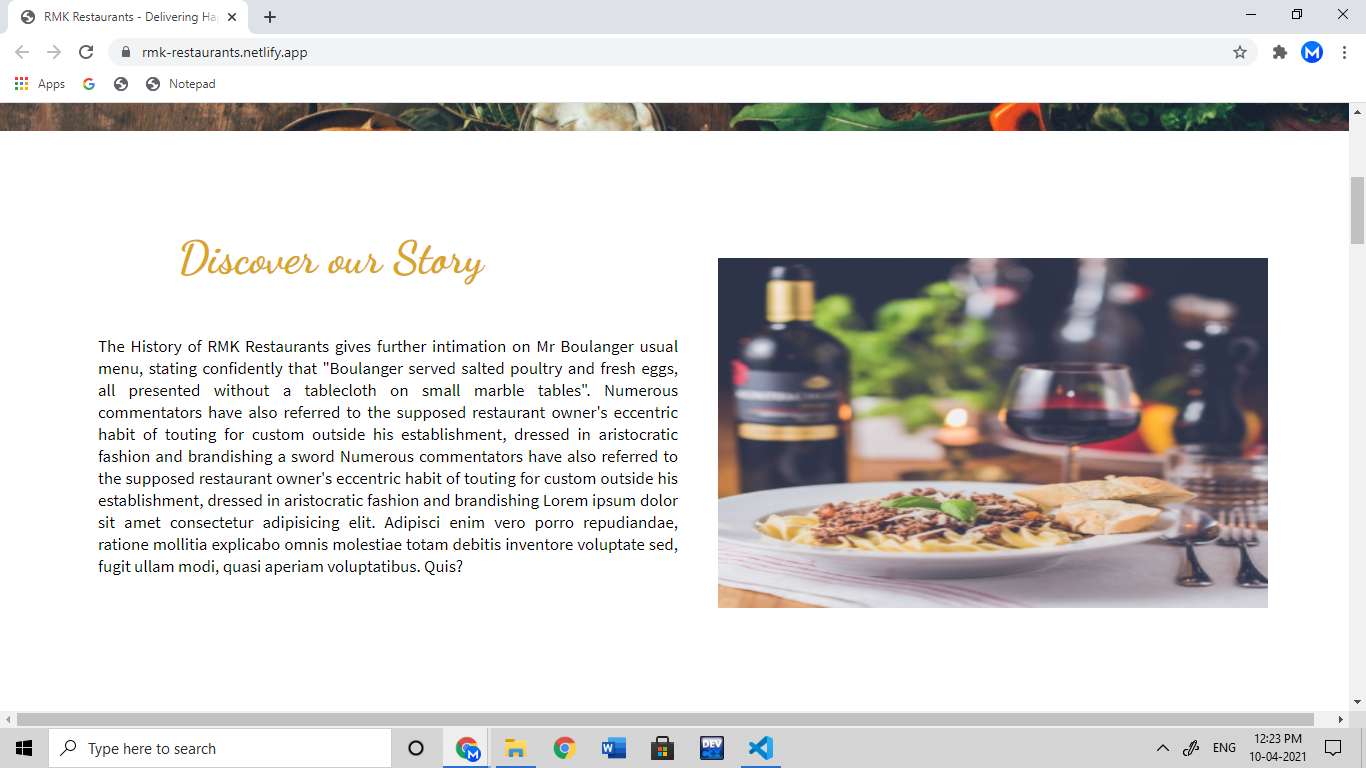 RMK Restaurants - Delivering Ha
rmk-restaurants.netlify.app
Apps
Notepad
Discover our Story
The History of RMK Restaurants gives further intimation on Mr Boulanger usual
menu, stating confidently that "Boulanger served salted poultry and fresh eggs,
all presented without a tablecloth on small marble tables". Numerous
commentators have also referred to the supposed restaurant owner's eccentric
habit of touting for custom outside his establishment, dressed in aristocratic
fashion and brandishing a sword Numerous commentators have also referred to
the supposed restaurant owner's eccentric habit of touting for custom outside his
establishment, dressed in aristocratic fashion and brandishing Lorem ipsum dolor
sit amet consectetur adipisicing elit. Adipisci enim vero porro repudiandae,
ratione mollitia explicabo omnis molestiae totam debitis inventore voluptate sed,
fugit ullam modi, quasi aperiam voluptatibus. Quis?
Type here to search
DEV
ENG
12:23 PM
10-04-2021